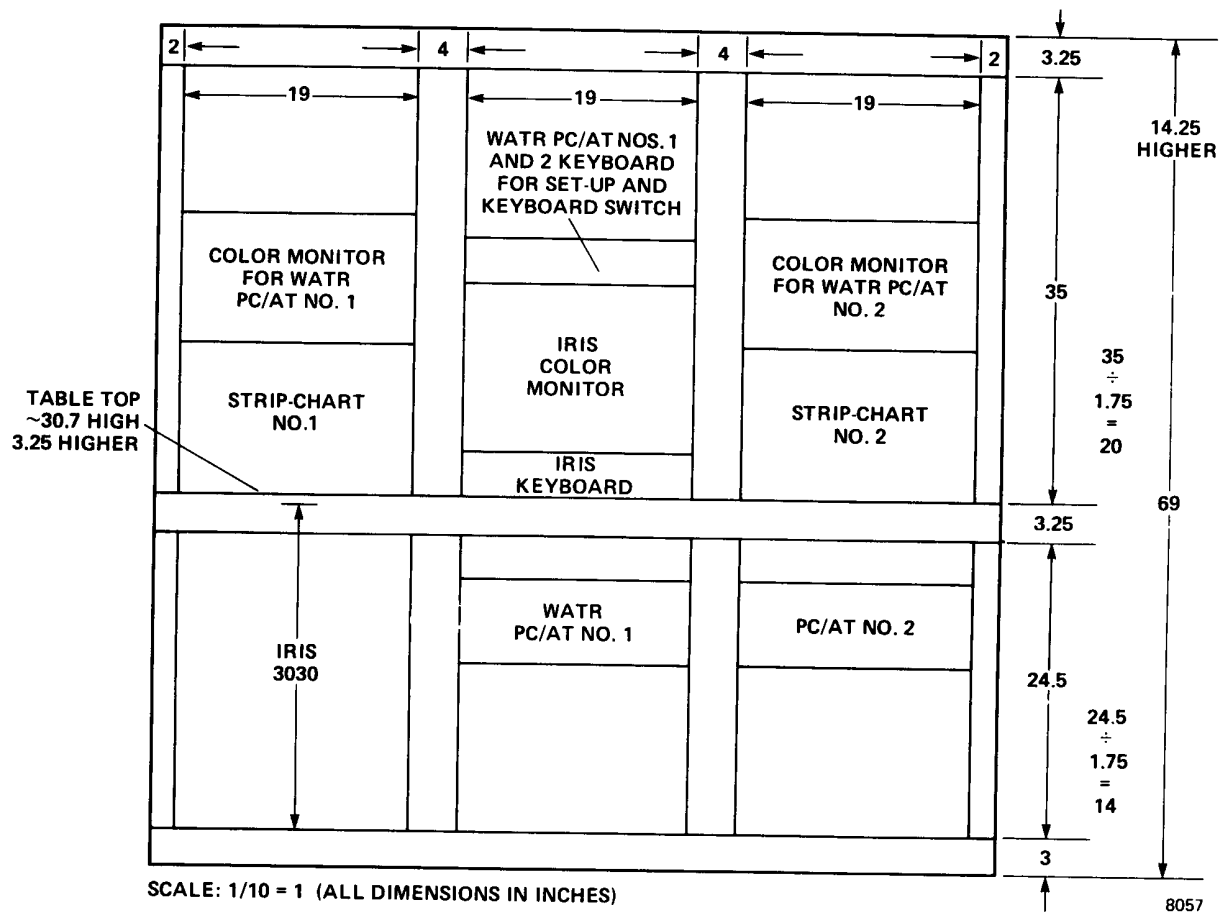 2
4
4
2
3.25
19
19
19
14.25
HIGHER
WATR PC/AT NOS. 1
AND 2 KEYBOARD
FOR SET-UP AND
KEYBOARD SWITCH
COLOR MONITOR
FOR WATR
PC/AT NO. 1
COLOR MONITOR
FOR WATR PC/AT
NO. 2
35
IRIS
COLOR
MONITOR
35
÷
1.75
=
20
TABLE TOP
~30.7 HIGH
3.25 HIGHER
STRIP-CHART
NO.1
STRIP-CHART
NO. 2
IRIS
KEYBOARD
69
3.25
WATR
PC/AT NO. 1
PC/AT NO. 2
IRIS
3030
24.5
24.5
÷
1.75
=
14
3
SCALE: 1/10 = 1 (ALL DIMENSIONS IN INCHES)
8057